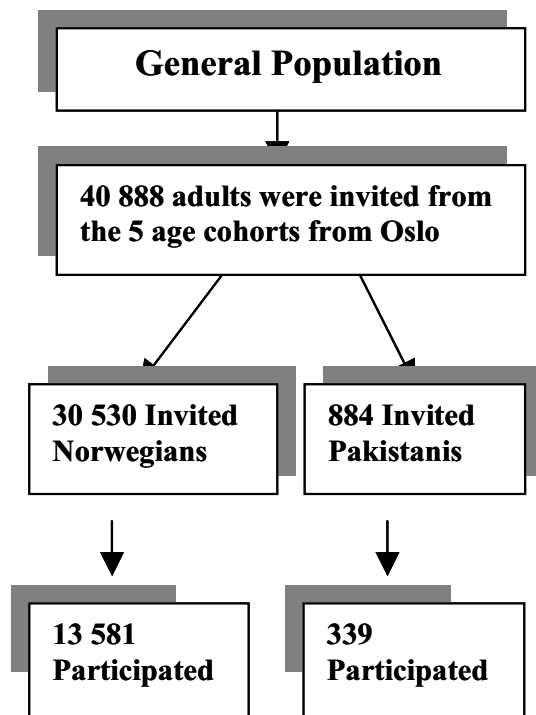 General Population
40 888 adults were invited from
the 5 age cohorts from Oslo
30 530 Invited
Norwegians
884 Invited
Pakistanis
13 581
Participated
339
Participated